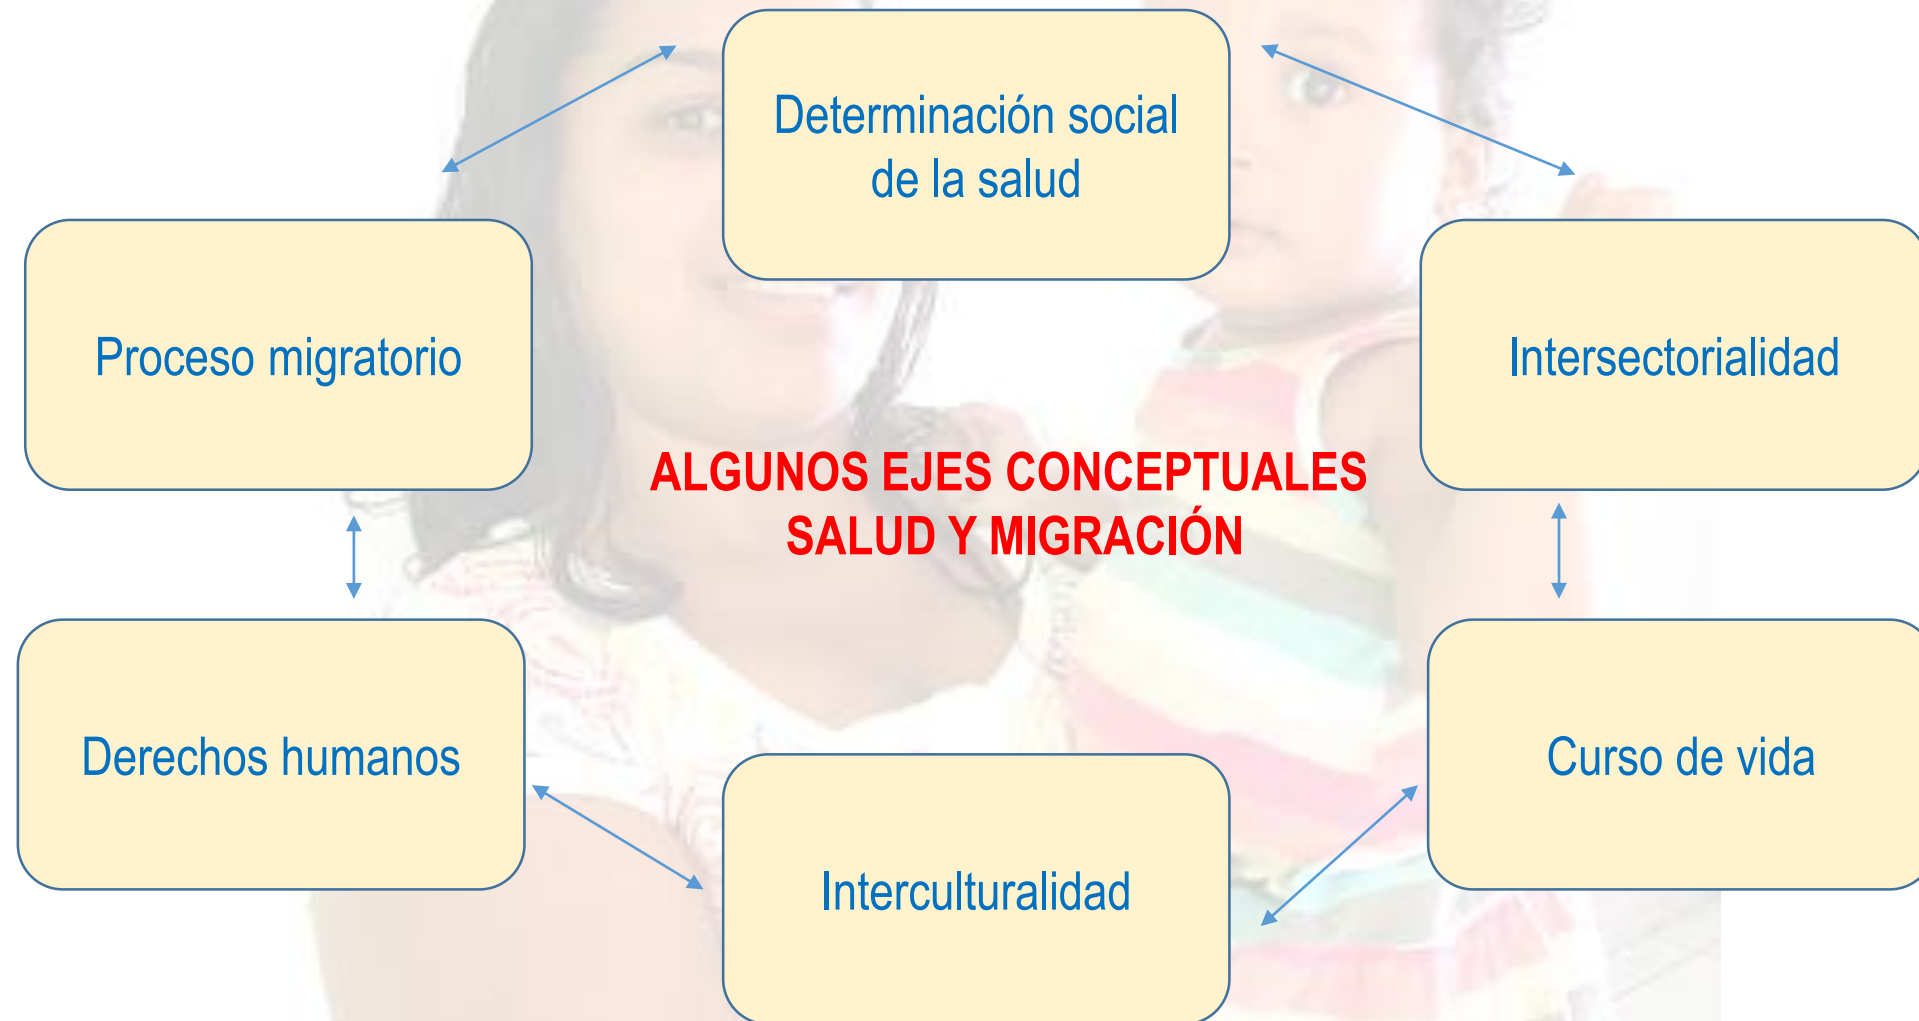 Determinación social
de la salud
Proceso migratorio
Intersectorialidad
ALGUNOS EJES CONCEPTUALES
SALUD Y MIGRACIÓN
Derechos humanos
Curso de vida
Interculturalidad